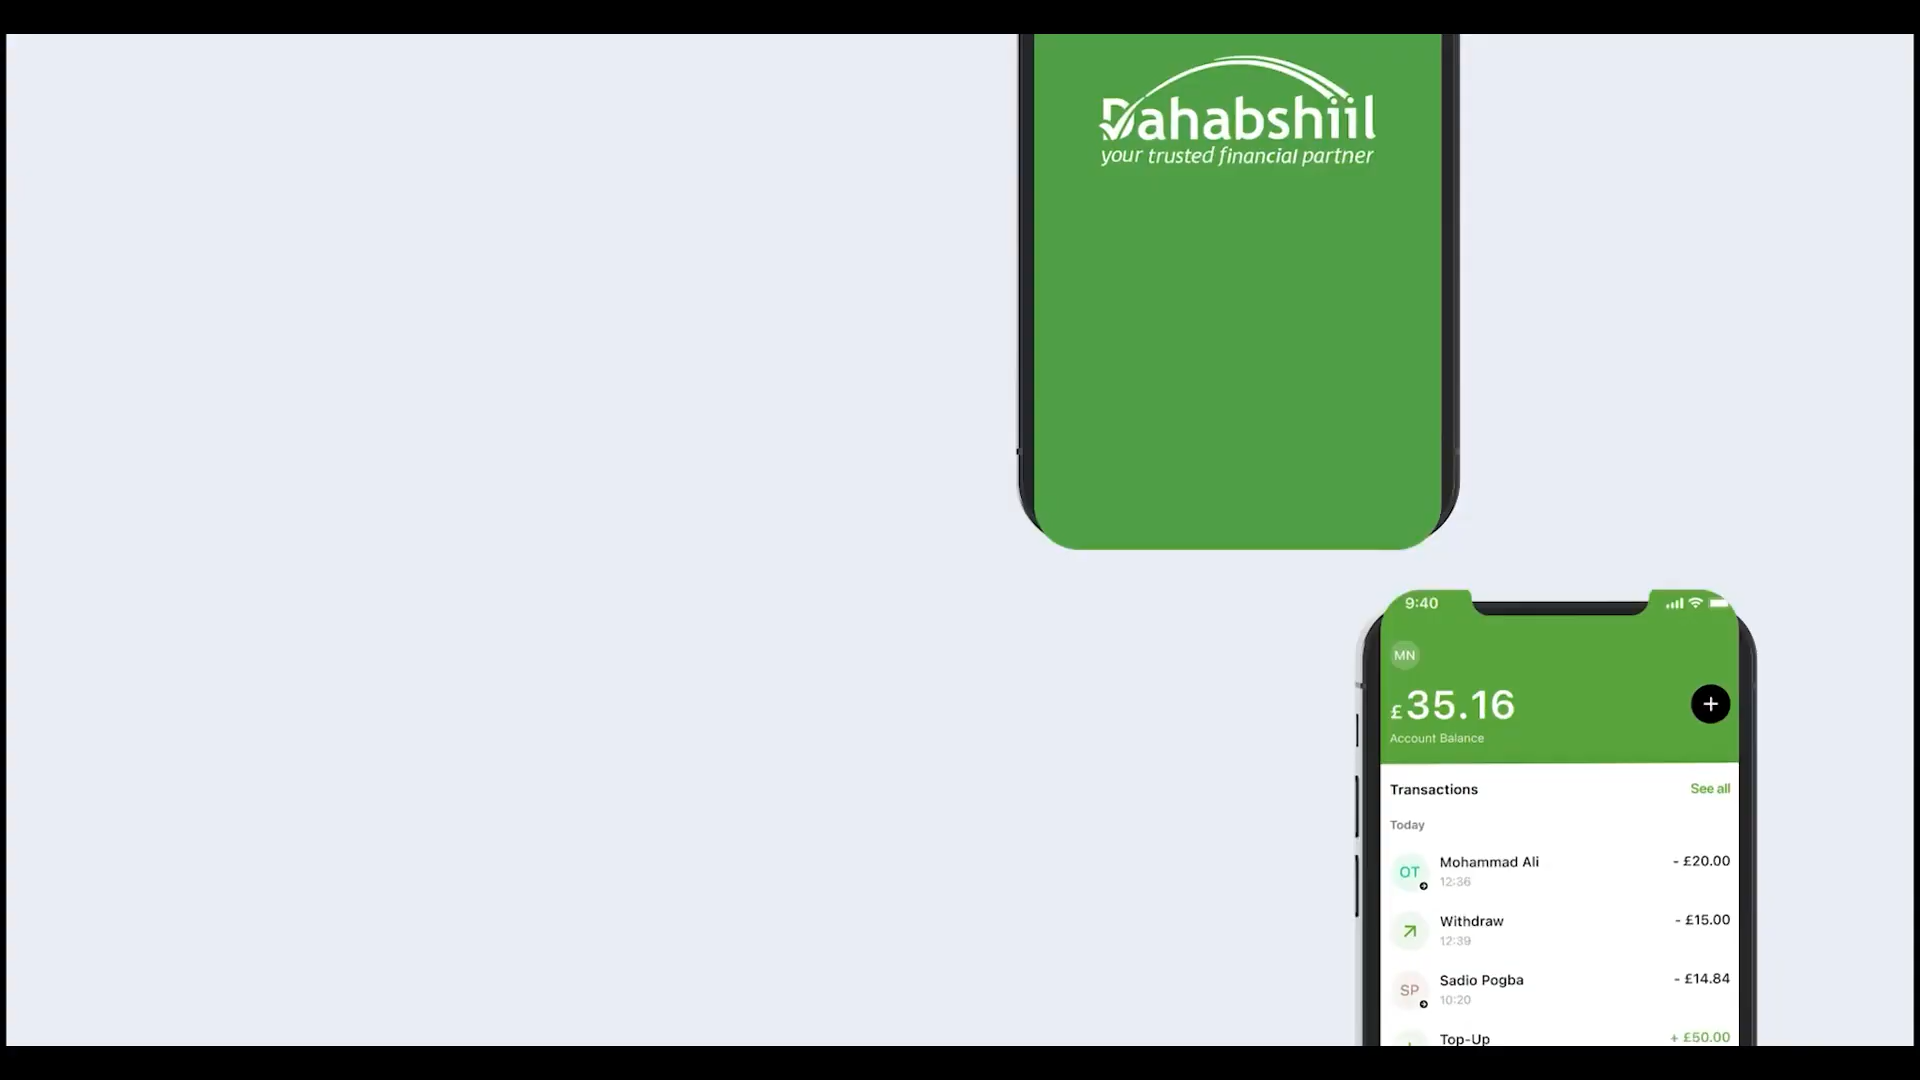 Dahabshiil
your trusted financial partner
9:40
MN
£35.16
+
Account Balance
Transactions See all
Today
OT Mohammad Ali - £20.00
12:36
Withdraw - £15.00
12:39
SP Sadio Pogba - £14.84
10:20
Top-Up + £50.00